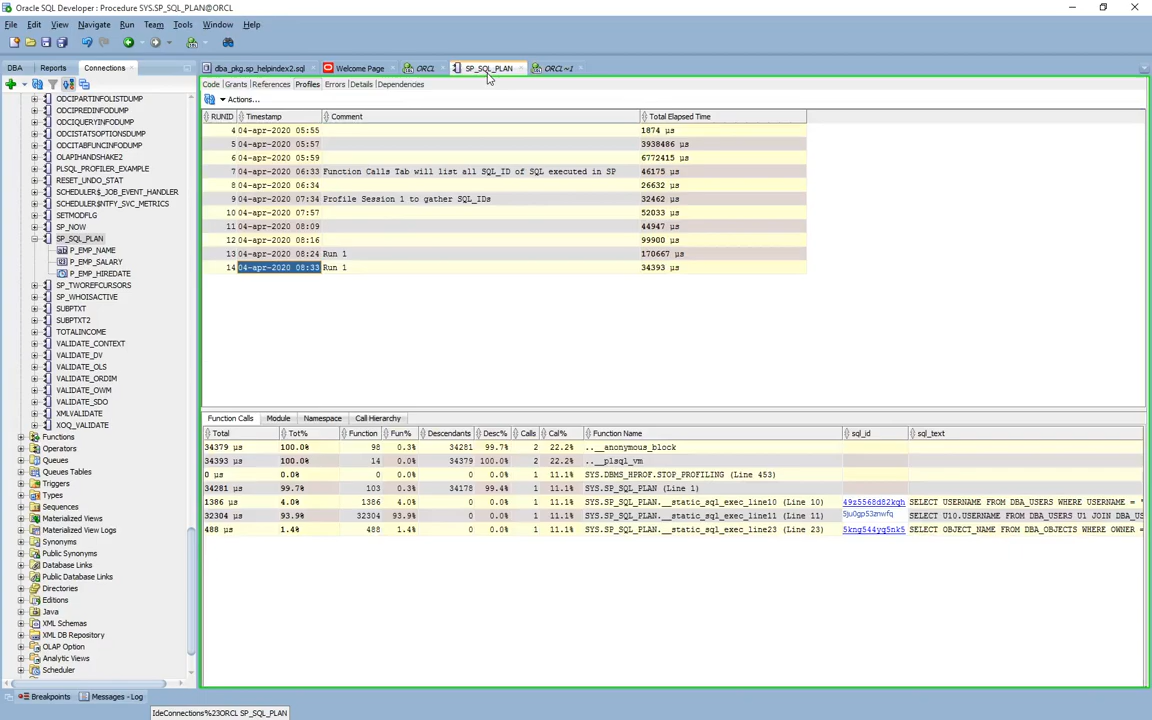 Oracle SQL Developer : Procedure SYS.SP_SQL_PLAN@ORCL
File Edit View Navigate Run Team Tools Window Help
DBA Reports Connections
dba_pkg.sp_helpindex2.sql Welcome Page ORCL SP_SQL_PLAN ORCL~1
Code Grants References Profiles Errors Details Dependencies
Actions...
RUNID Timestamp Comment Total Elapsed Time
4 04-apr-2020 05:55 1874 µs
5 04-apr-2020 05:57 3938486 µs
6 04-apr-2020 05:59 6772415 µs
7 04-apr-2020 06:33 Function Calls Tab will list all SQL_ID of SQL executed in SP 46175 µs
8 04-apr-2020 06:34 26632 µs
9 04-apr-2020 07:34 Profile Session 1 to gather SQL_IDs 32462 µs
10 04-apr-2020 07:57 52033 µs
11 04-apr-2020 08:09 44947 µs
12 04-apr-2020 08:16 99900 µs
13 04-apr-2020 08:24 Run 1 170667 µs
14 04-apr-2020 08:33 Run 1 34393 µs
ODCIPARTINFOLISTDUMP
ODCIPREDINFODUMP
ODCIQUERYINFODUMP
ODCISTATSOPTIONSDUMP
ODCITABFUNCINFODUMP
OLAPIHANDSHAKE2
PLSQL_PROFILER_EXAMPLE
RESET_UNDO_STAT
SCHEDULER$_JOB_EVENT_HANDLER
SCHEDULER$NTFY_SVC_METRICS
SETMODFLG
SP_NOW
SP_SQL_PLAN
P_EMP_NAME
P_EMP_SALARY
P_EMP_HIREDATE
SP_TWOREFCURSORS
SP_WHOISACTIVE
SUBPTXT
SUBPTXT2
TOTALINCOME
VALIDATE_CONTEXT
VALIDATE_DV
VALIDATE_OLS
VALIDATE_ORDIM
VALIDATE_OWM
VALIDATE_SDO
XMLVALIDATE
XOQ_VALIDATE
Functions
Operators
Queues
Queues Tables
Triggers
Types
Sequences
Materialized Views
Materialized View Logs
Synonyms
Public Synonyms
Database Links
Public Database Links
Directories
Editions
Java
XML Schemas
XML DB Repository
OLAP Option
Analytic Views
Scheduler
Function Calls Module Namespace Call Hierarchy
Total Tot% Function Fun% Descendants Desc% Calls Cal% Function Name sql_id sql_text
34379 µs 100.0% 98 0.3% 34281 99.7% 2 22.2% ..__anonymous_block
34393 µs 100.0% 14 0.0% 34379 100.0% 2 22.2% ..__plsql_vm
0 µs 0.0% 0 0.0% 0 0.0% 1 11.1% SYS.DBMS_HPROF.STOP_PROFILING (Line 453)
34281 µs 99.7% 103 0.3% 34178 99.4% 1 11.1% SYS.SP_SQL_PLAN (Line 1)
1386 µs 4.0% 1386 4.0% 0 0.0% 1 11.1% SYS.SP_SQL_PLAN.__static_sql_exec_line10 (Line 10) 49z5568d82kqh SELECT USERNAME FROM DBA_USERS WHERE USERNAME = '
32304 µs 93.9% 32304 93.9% 0 0.0% 1 11.1% SYS.SP_SQL_PLAN.__static_sql_exec_line11 (Line 11) 5ju0gp53znwfq SELECT U10.USERNAME FROM DBA_USERS U1 JOIN DBA_US
488 µs 1.4% 488 1.4% 0 0.0% 1 11.1% SYS.SP_SQL_PLAN.__static_sql_exec_line23 (Line 23) 5kng544yq5nk5 SELECT OBJECT_NAME FROM DBA_OBJECTS WHERE OWNER =
Breakpoints Messages - Log
IdeConnections%23ORCL SP_SQL_PLAN